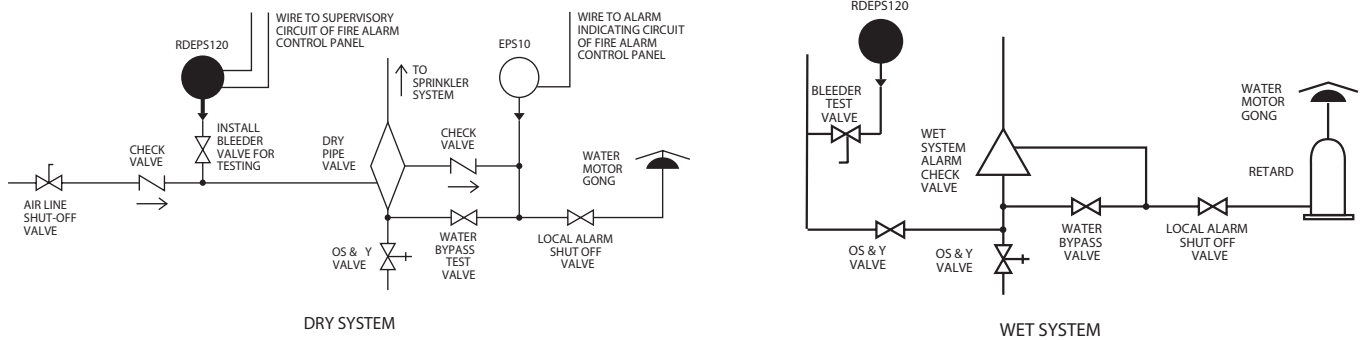 WIRE TO SUPERVISORY
CIRCUIT OF FIRE ALARM
CONTROL PANEL
RDEPS120
EPS10
WIRE TO ALARM
INDICATING CIRCUIT
OF FIRE ALARM
CONTROL PANEL
TO
SPRINKLER
SYSTEM
INSTALL
BLEEDER
VALVE FOR
TESTING
CHECK
VALVE
DRY
PIPE
VALVE
CHECK
VALVE
WATER
MOTOR
GONG
AIR LINE
SHUT-OFF
VALVE
OS & Y
VALVE
WATER
BYPASS
TEST
VALVE
LOCAL ALARM
SHUT OFF
VALVE
DRY SYSTEM
RDEPS120
BLEEDER
TEST
VALVE
WET
SYSTEM
ALARM
CHECK
VALVE
WATER
MOTOR
GONG
RETARD
OS & Y
VALVE
OS & Y
VALVE
WATER
BYPASS
VALVE
LOCAL ALARM
SHUT OFF
VALVE
WET SYSTEM